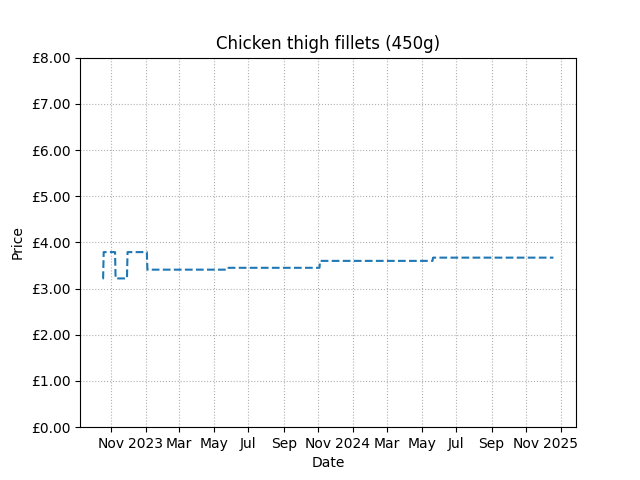 Chicken thigh fillets (450g)
£8.00
£7.00
£6.00
£5.00
£4.00
£3.00
£2.00
£1.00
£0.00
Price
Nov 2023 Mar May Jul Sep Nov 2024 Mar May Jul Sep Nov 2025
Date